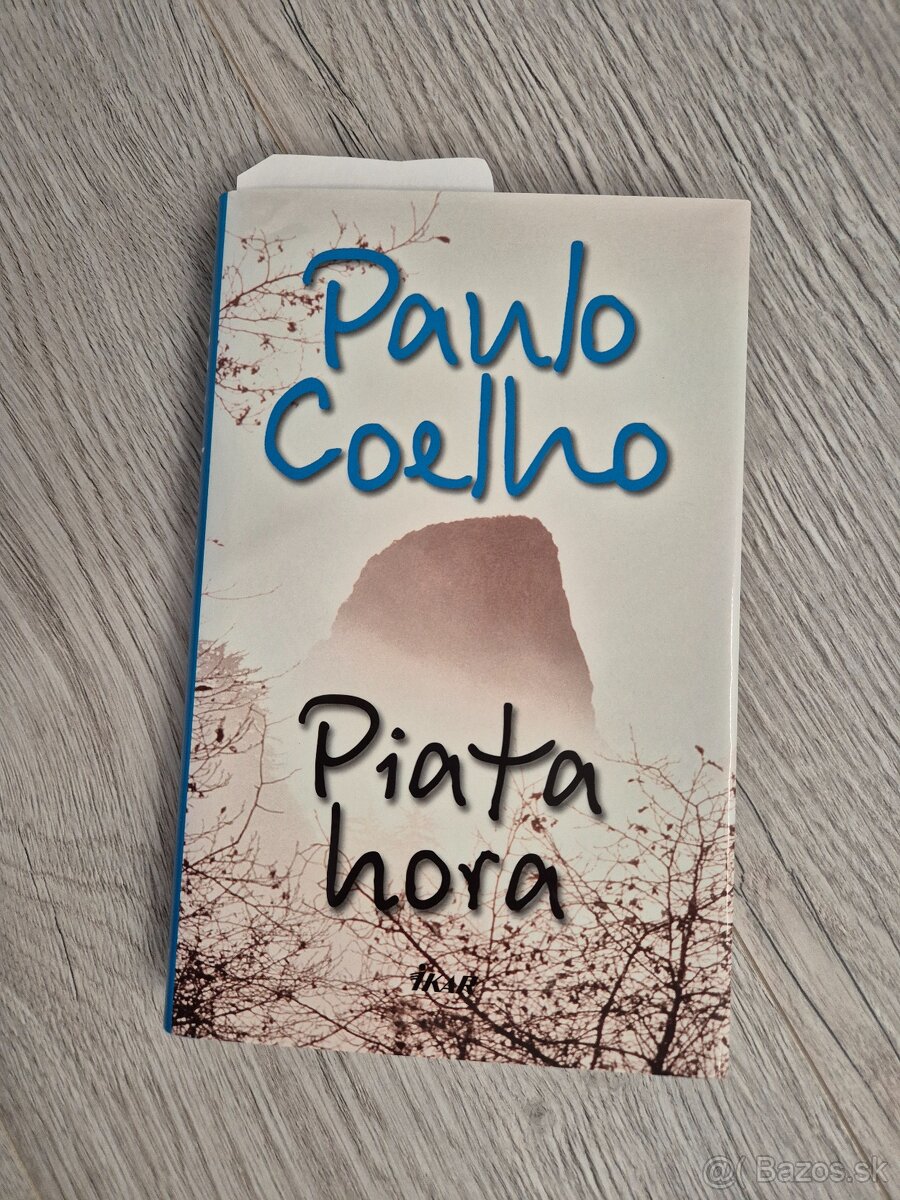 Paulo
Coelho
Piata
hora
iKAR
@( Bazos.sk